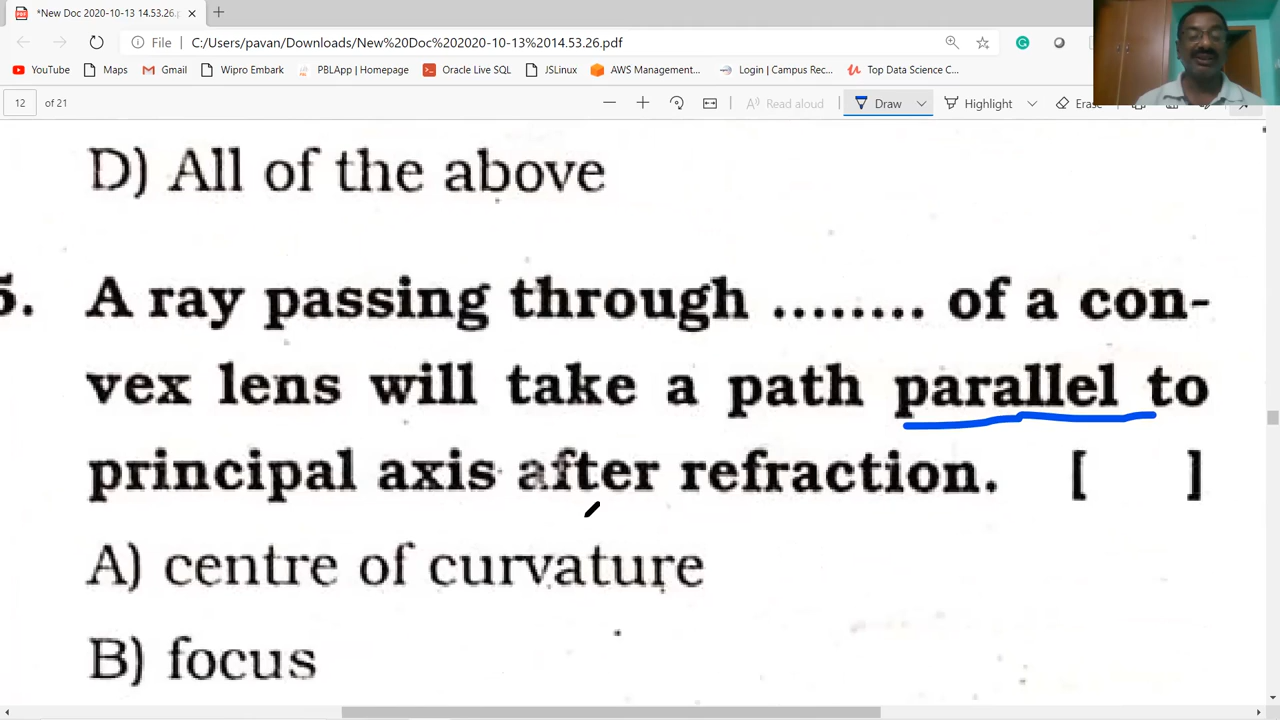 *New Doc 2020-10-13 14.53.26.p
File C:/Users/pavan/Downloads/New%20Doc%202020-10-13%2014.53.26.pdf
YouTube Maps Gmail Wipro Embark PBLApp | Homepage Oracle Live SQL JSLinux AWS Management... Login | Campus Rec... Top Data Science C...
12 of 21 Read aloud Draw Highlight Erase
D) All of the above
5. A ray passing through ........ of a con-
vex lens will take a path parallel to
principal axis after refraction. [ ]
A) centre of curvature
B) focus